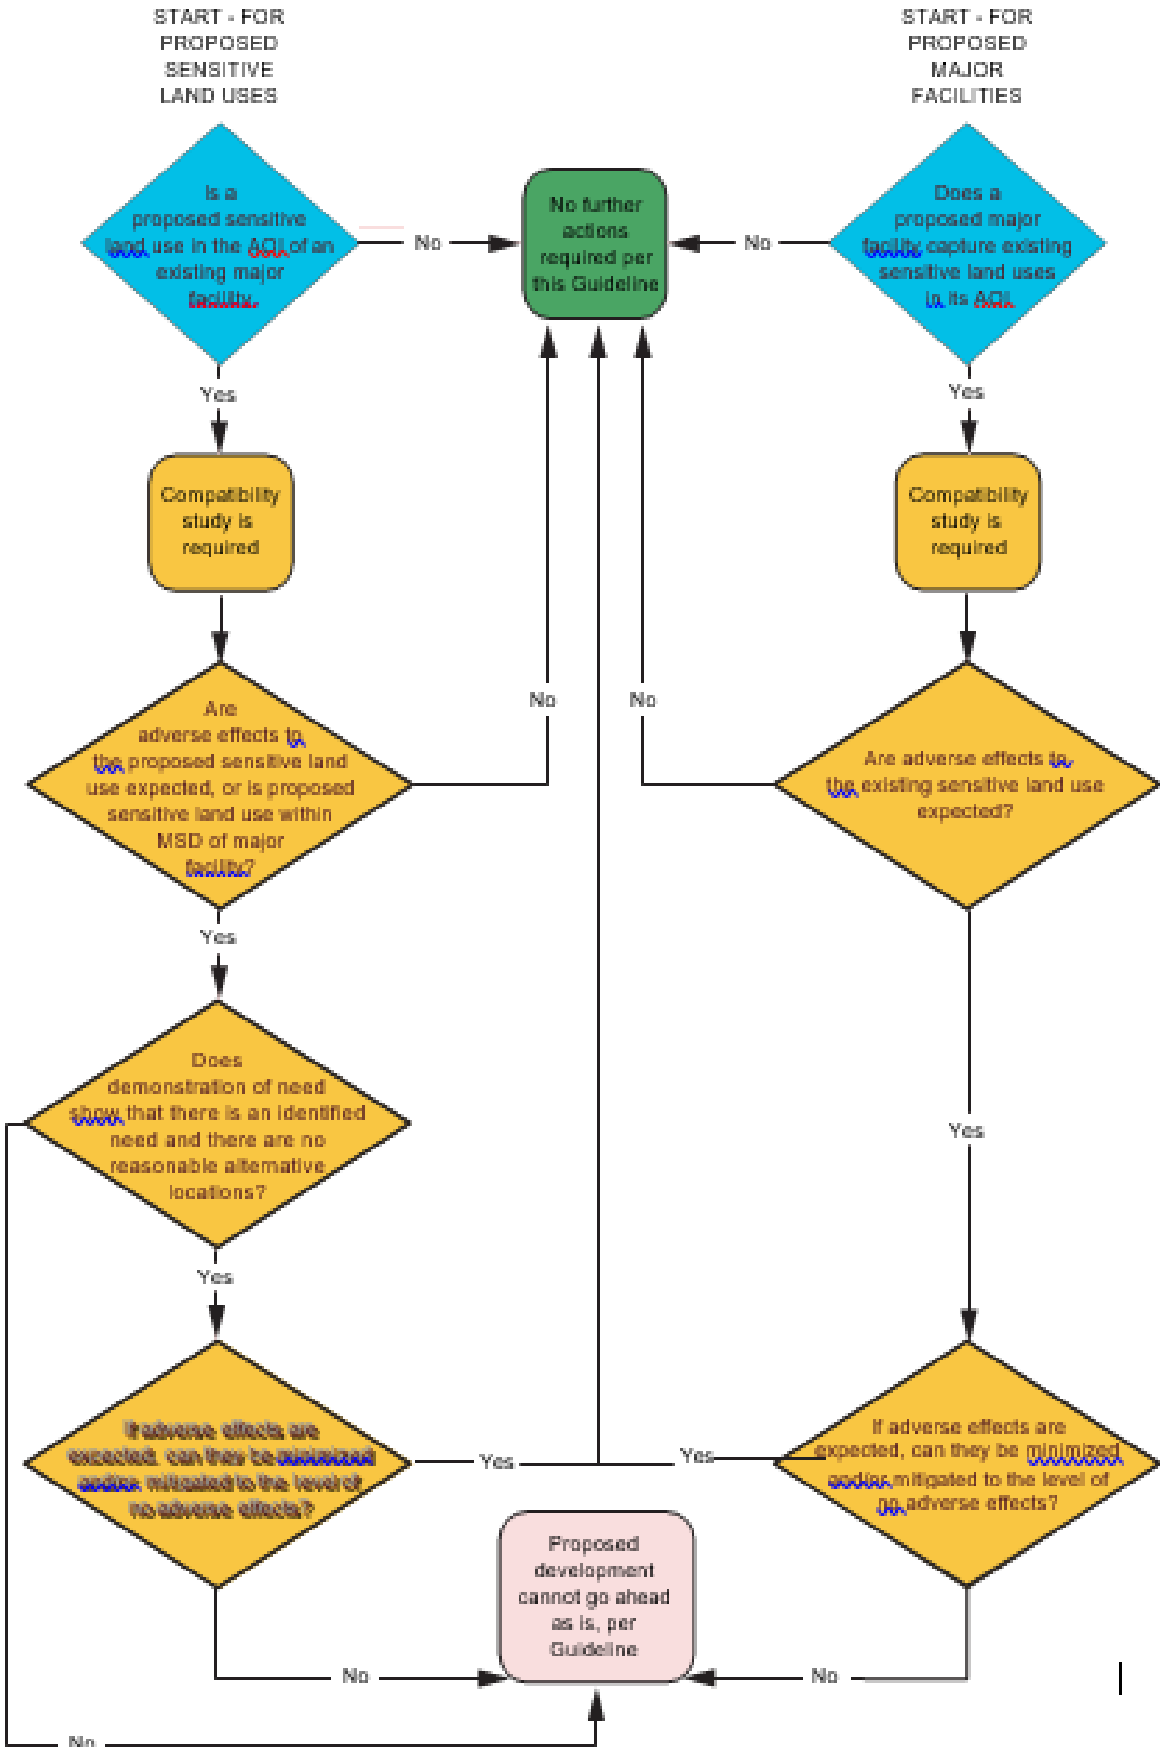 START - FOR
PROPOSED
SENSITIVE
LAND USES
START - FOR
PROPOSED
MAJOR
FACILITIES
Is a
proposed sensitive
land use in the AOI of an
existing major
facility.
No
No further
actions
required per
this Guideline
No
Does a
proposed major
facility capture existing
sensitive land uses
in its AOI.
Yes
Yes
Compatibility
study is
required
Compatibility
study is
required
No
No
Are
adverse effects to
the proposed sensitive land
use expected, or is proposed
sensitive land use within
MSD of major
facility?
Are adverse effects to
the existing sensitive land use
expected?
Yes
Does
demonstration of need
show that there is an identified
need and there are no
reasonable alternative
locations?
Yes
Yes
If adverse effects are
expected, can they be minimized
and/or mitigated to the level of
no adverse effects?
Yes
Yes
If adverse effects are
expected, can they be minimized
and/or mitigated to the level of
no adverse effects?
Proposed
development
cannot go ahead
as is, per
Guideline
No
No
No